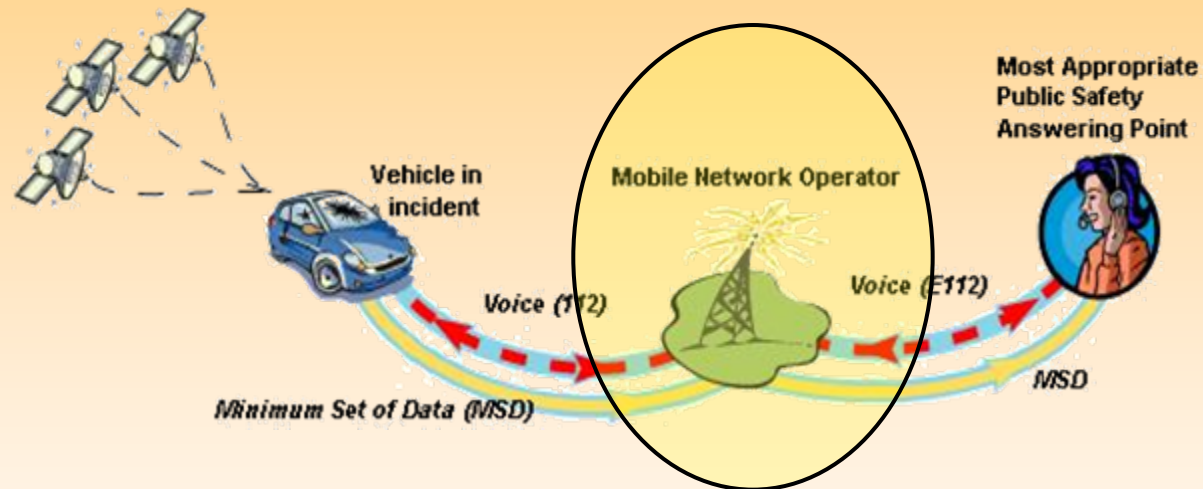 Most Appropriate
Public Safety
Answering Point
Vehicle in
incident
Mobile Network Operator
Voice (112)
Voice (E112)
MSD
Minimum Set of Data (MSD)